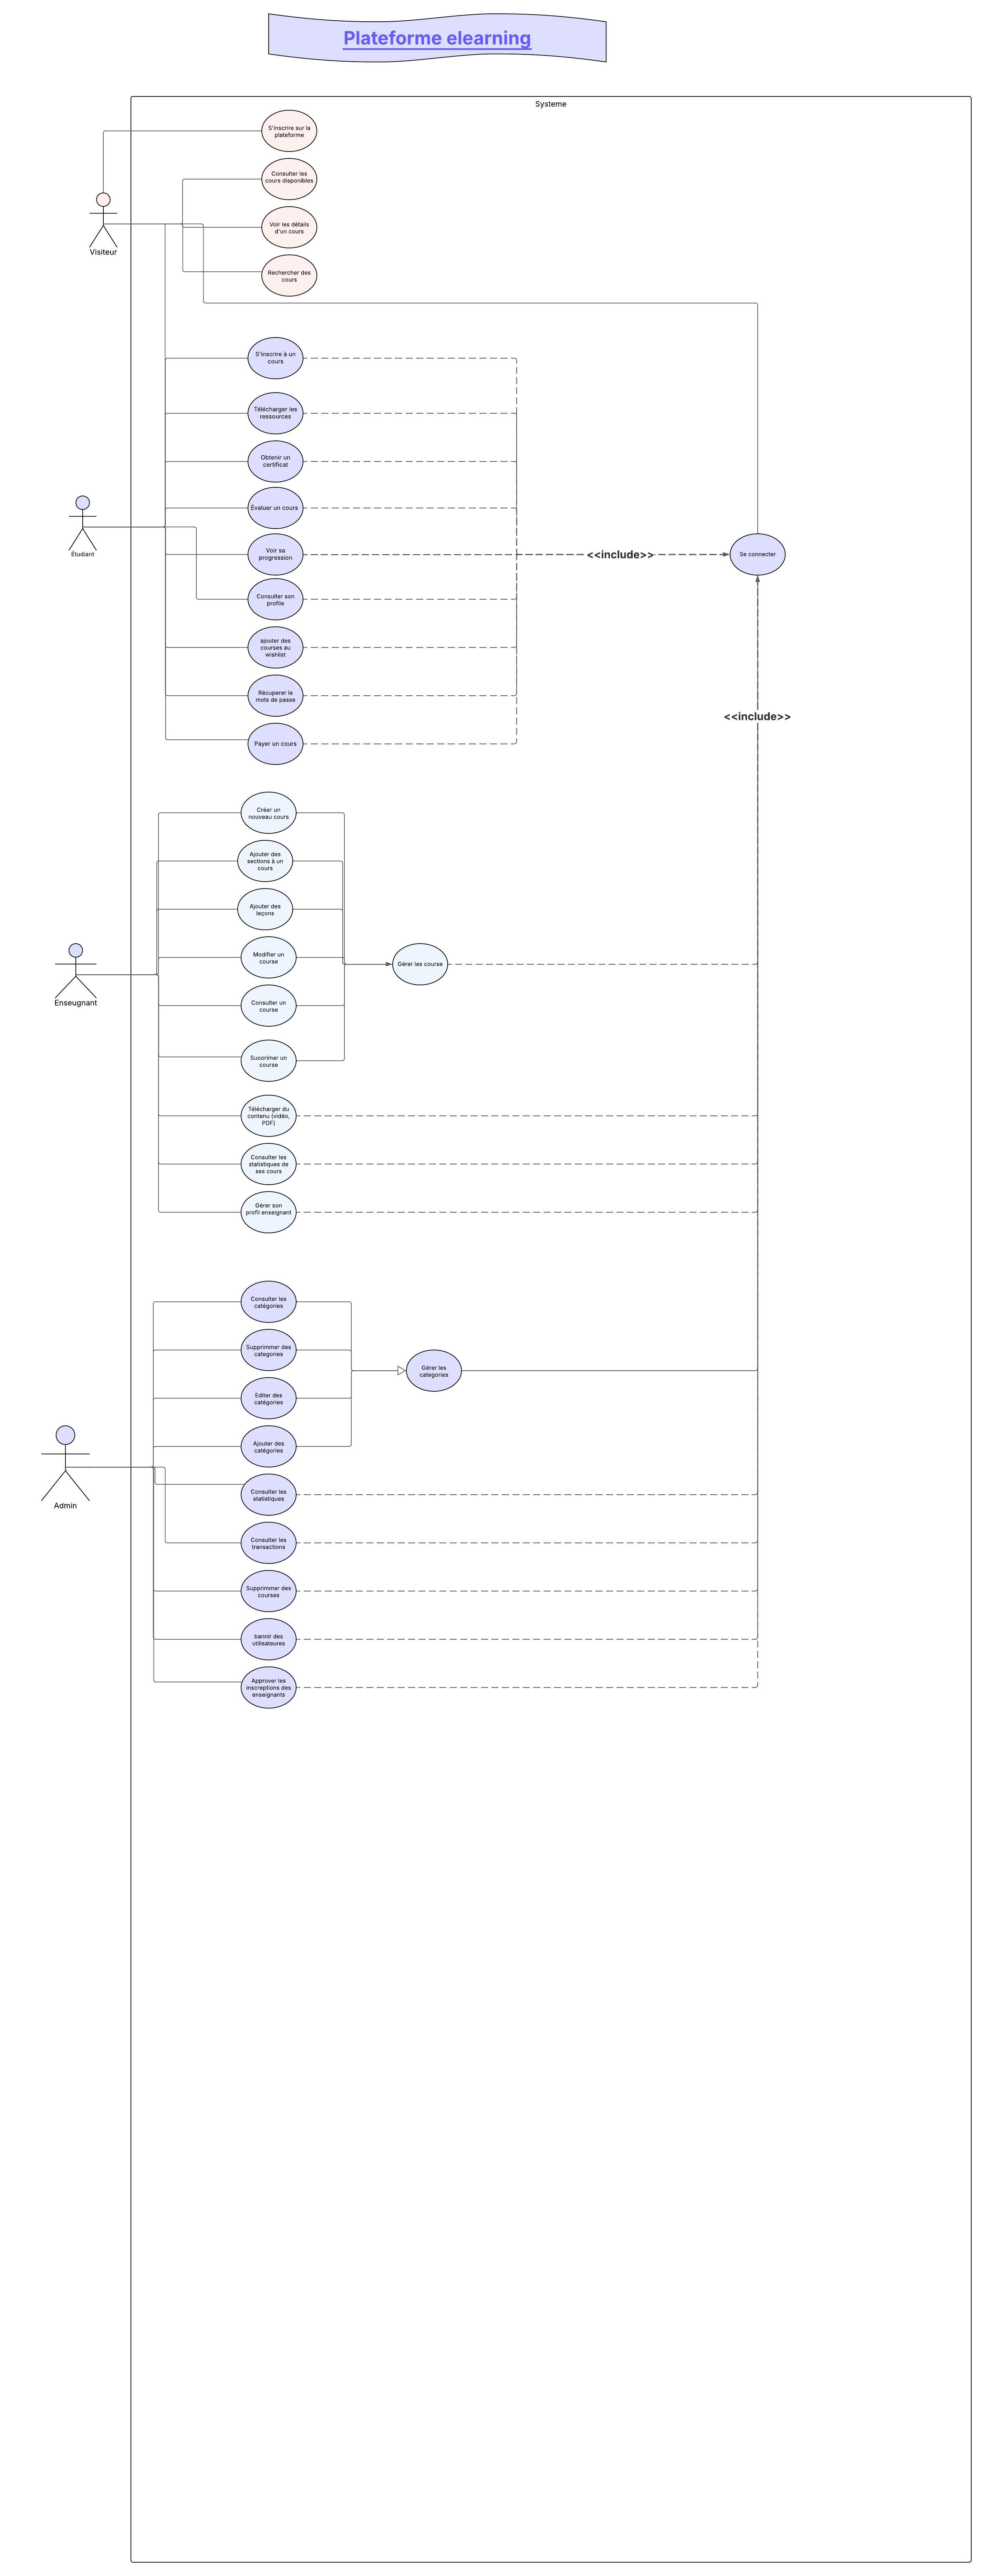 Plateforme elearning
Systeme
S'inscrire sur la
plateforme
Consulter les
cours disponibles
Voir les détails
d'un cours
Rechercher des
cours
Visiteur
S'inscrire à un
cours
Télécharger les
ressources
Obtenir un
certificat
Évaluer un cours
Voir sa
progression
Consulter son
profile
ajouter des
courses au
wishlist
Récuperer le
mots de passe
Payer un cours
Étudiant
<<include>>
Se connecter
<<include>>
Créer un
nouveau cours
Ajouter des
sections à un
cours
Ajouter des
leçons
Modifier un
course
Consulter un
course
Suoorimer un
course
Télécharger du
contenu (vidéo,
PDF)
Consulter les
statistiques de
ses cours
Gérer son
profil enseignant
Gérer les course
Enseugnant
Consulter les
catégories
Supprimmer des
categories
Editer des
catégories
Ajouter des
catégories
Consulter les
statistiques
Consulter les
transactions
Supprimmer des
courses
bannir des
utilisateures
Approver les
inscreptions des
enseignants
Gérer les
categories
Admin